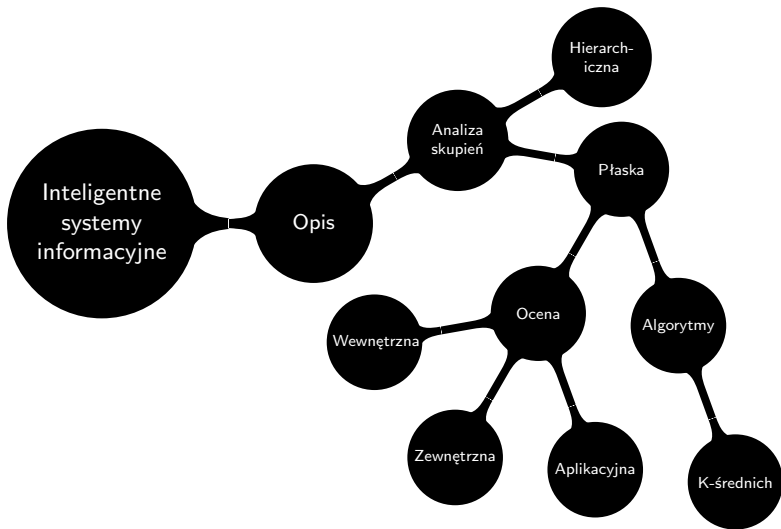 Inteligentne
systemy
informacyjne
Opis
Analiza
skupień
Hierarch-
iczna
Płaska
Ocena
Wewnętrzna
Zewnętrzna
Aplikacyjna
Algorytmy
K-średnich